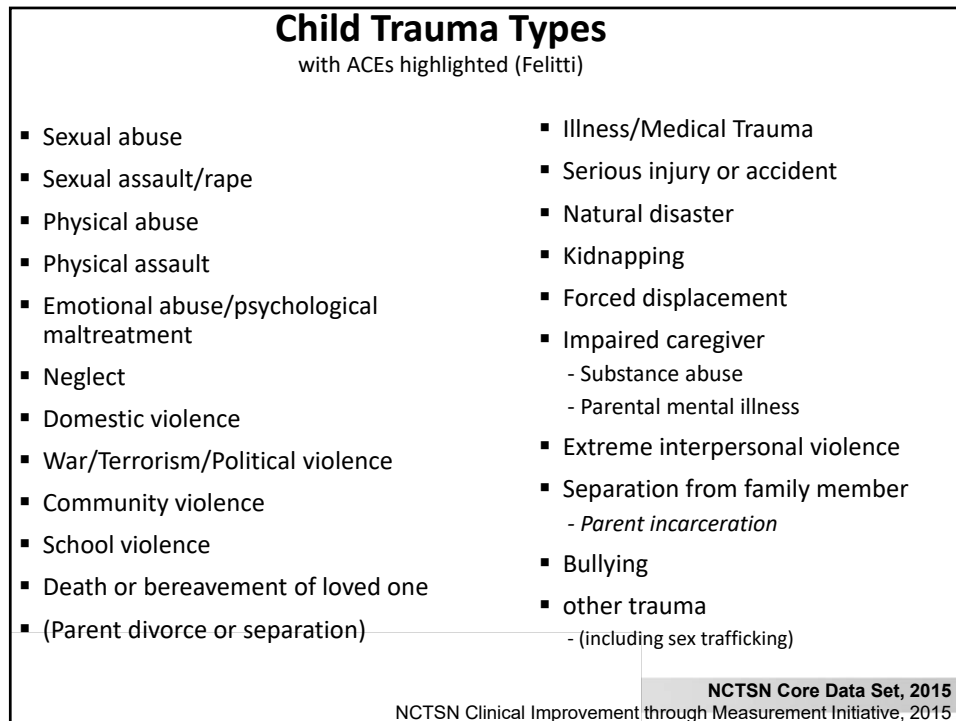 Child Trauma Types
with ACEs highlighted (Felitti)
▪ Sexual abuse
▪ Sexual assault/rape
▪ Physical abuse
▪ Physical assault
▪ Emotional abuse/psychological
maltreatment
▪ Neglect
▪ Domestic violence
▪ War/Terrorism/Political violence
▪ Community violence
▪ School violence
▪ Death or bereavement of loved one
▪ (Parent divorce or separation)
▪ Illness/Medical Trauma
▪ Serious injury or accident
▪ Natural disaster
▪ Kidnapping
▪ Forced displacement
▪ Impaired caregiver
- Substance abuse
- Parental mental illness
▪ Extreme interpersonal violence
▪ Separation from family member
- Parent incarceration
▪ Bullying
▪ other trauma
- (including sex trafficking)
NCTSN Core Data Set, 2015
NCTSN Clinical Improvement through Measurement Initiative, 2015